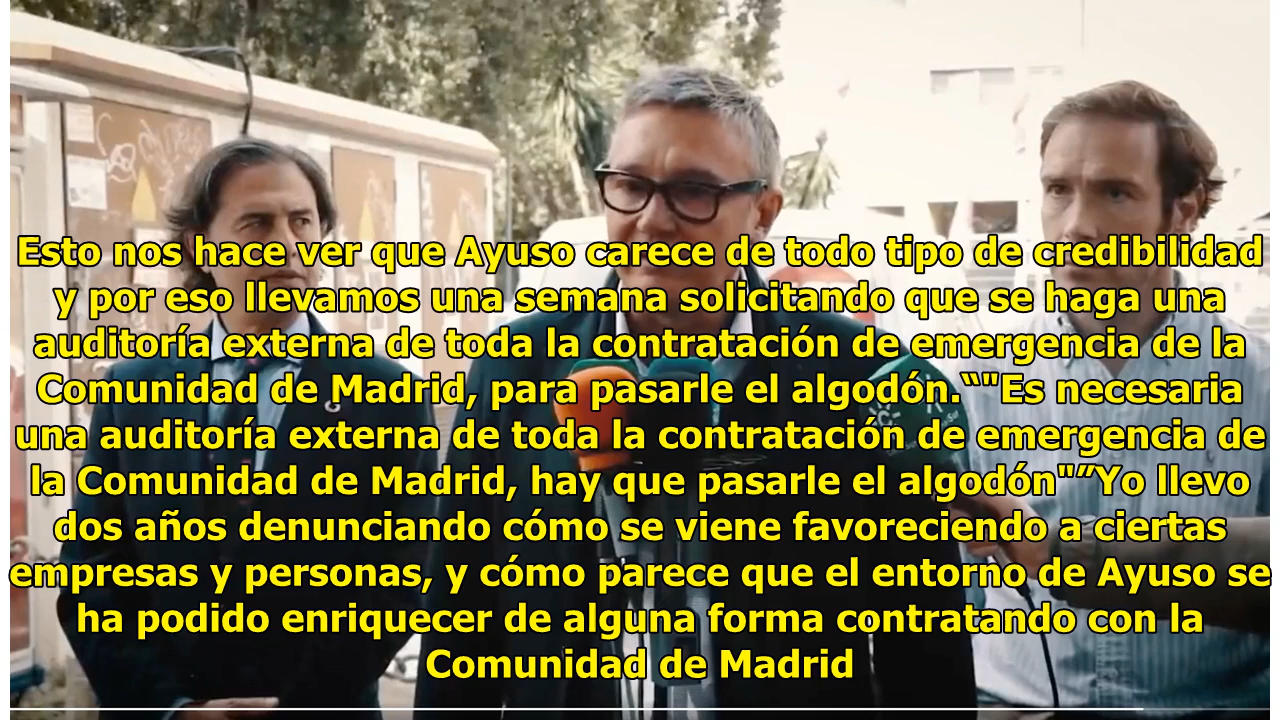 Esto nos hace ver que Ayuso carece de todo tipo de credibilidad
y por eso llevamos una semana solicitando que se haga una
auditoría externa de toda la contratación de emergencia de la
Comunidad de Madrid, para pasarle el algodón.“"Es necesaria
una auditoría externa de toda la contratación de emergencia de
la Comunidad de Madrid, hay que pasarle el algodón"”Yo llevo
dos años denunciando cómo se viene favoreciendo a ciertas
empresas y personas, y cómo parece que el entorno de Ayuso se
ha podido enriquecer de alguna forma contratando con la
Comunidad de Madrid